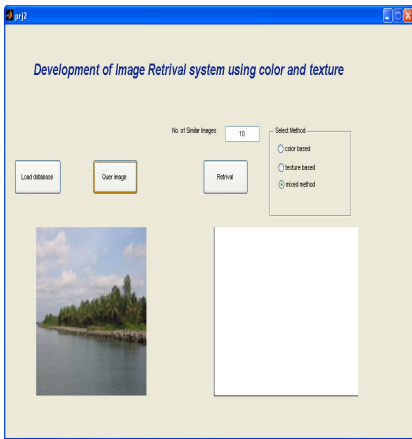 prj2
Development of Image Retrival system using color and texture
No. of Similar Images
10
Select Method
color based
texture based
mixed method
Load database
Quer image
Retrival